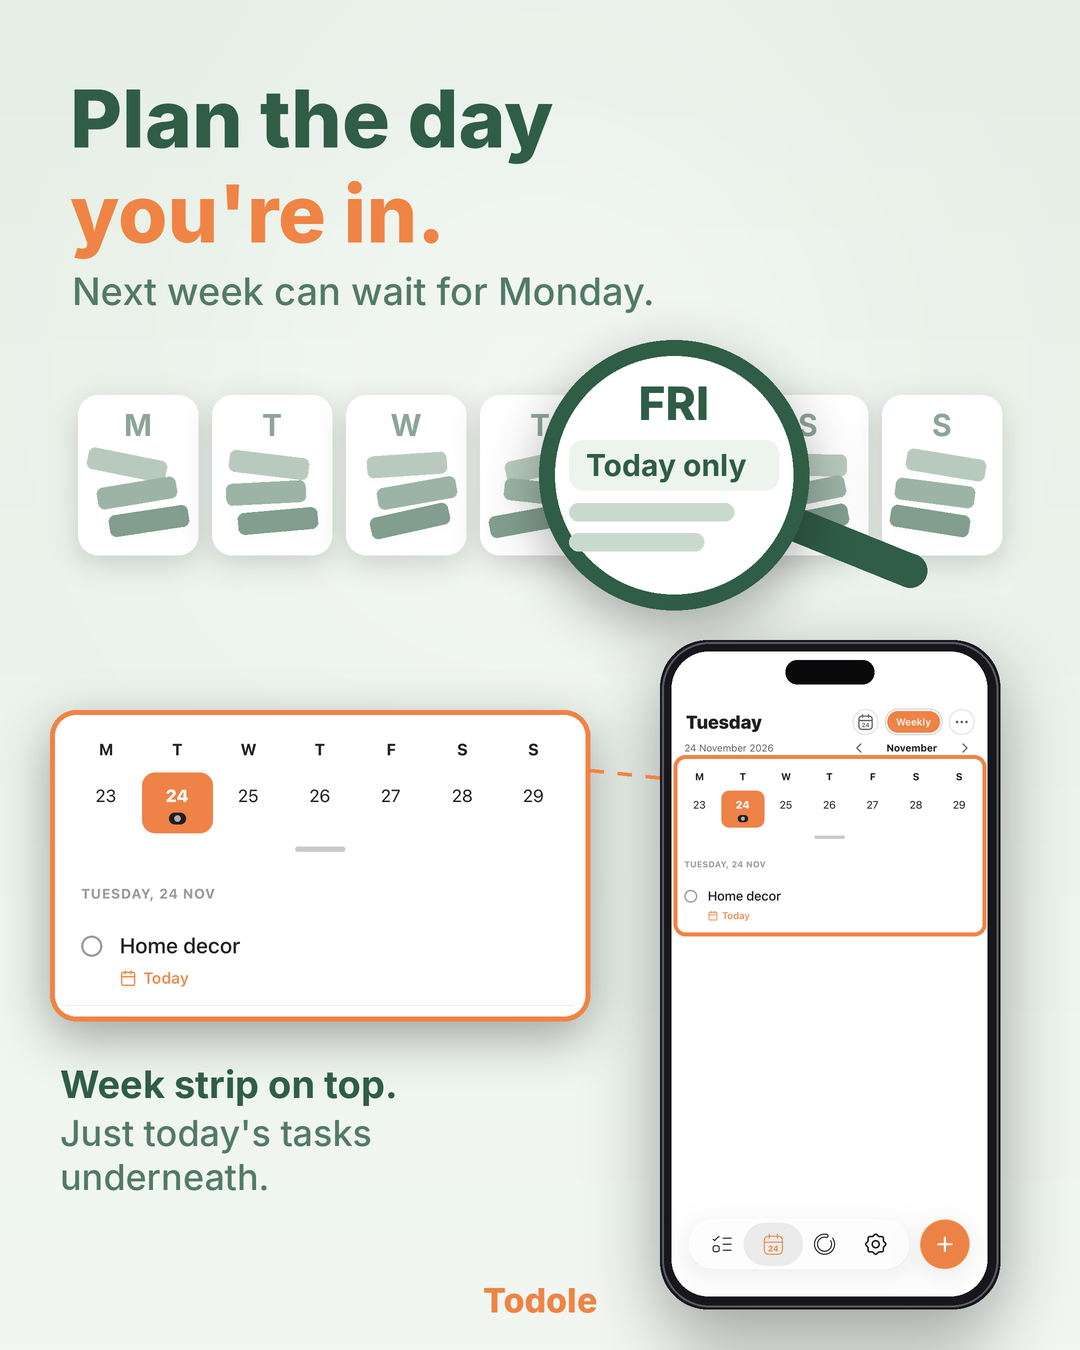 Plan the day
you're in.
Next week can wait for Monday.
M T W T FRI S S
Today only
M T W T F S S
23 24 25 26 27 28 29
TUESDAY, 24 NOV
Home decor
Today
Week strip on top.
Just today's tasks
underneath.
Tuesday
24
Weekly
24 November 2026
November
M T W T F S S
23 24 25 26 27 28 29
TUESDAY, 24 NOV
Home decor
Today
24
Todole